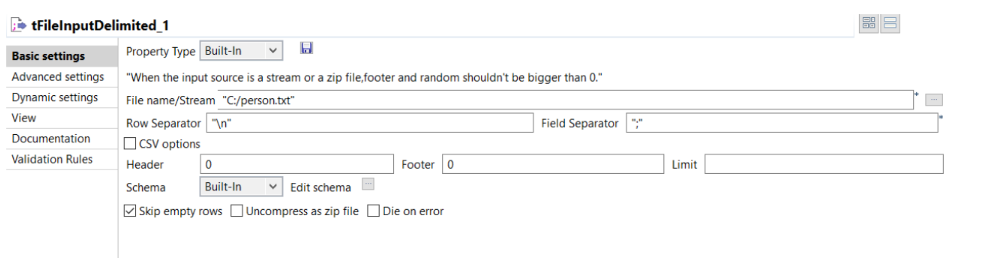 tFileInputDelimited_1
Basic settings
Advanced settings
Dynamic settings
View
Documentation
Validation Rules
Property Type Built-In
"When the input source is a stream or a zip file,footer and random shouldn't be bigger than 0."
File name/Stream "C:/person.txt" * ...
Row Separator "\n" Field Separator ";" *
CSV options
Header 0 Footer 0 Limit
Schema Built-In Edit schema ...
Skip empty rows Uncompress as zip file Die on error